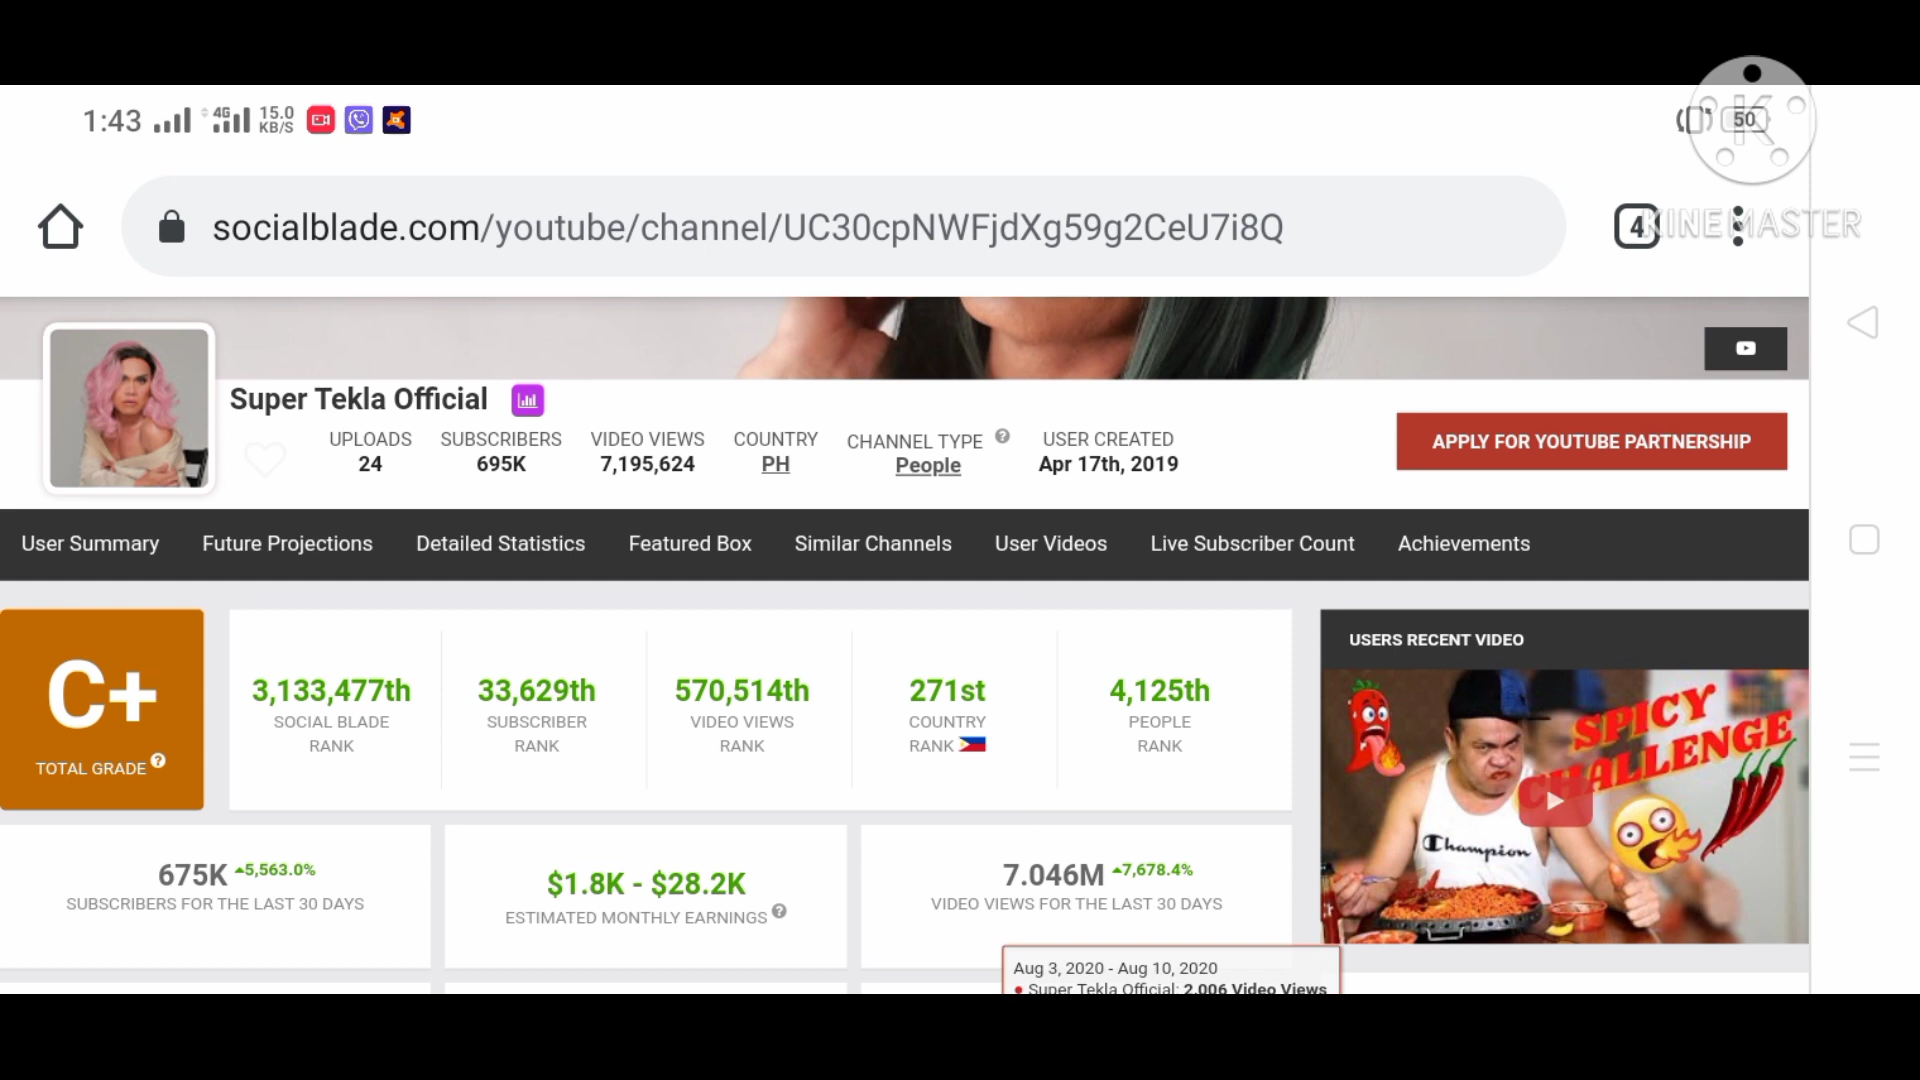 1:43 4G 15.0 KB/S 50
K
KINEMASTER
socialblade.com/youtube/channel/UC30cpNWFjdXg59g2CeU7i8Q 4
Super Tekla Official
UPLOADS SUBSCRIBERS VIDEO VIEWS COUNTRY CHANNEL TYPE ? USER CREATED
24 695K 7,195,624 PH People Apr 17th, 2019
APPLY FOR YOUTUBE PARTNERSHIP
User Summary Future Projections Detailed Statistics Featured Box Similar Channels User Videos Live Subscriber Count Achievements
C+
TOTAL GRADE ?
3,133,477th 33,629th 570,514th 271st 4,125th
SOCIAL BLADE SUBSCRIBER VIDEO VIEWS COUNTRY PEOPLE
RANK RANK RANK RANK RANK
USERS RECENT VIDEO
SPICY
CHALLENGE
Champion
675K 5,563.0%
SUBSCRIBERS FOR THE LAST 30 DAYS
$1.8K - $28.2K
ESTIMATED MONTHLY EARNINGS ?
7.046M 7,678.4%
VIDEO VIEWS FOR THE LAST 30 DAYS
Aug 3, 2020 - Aug 10, 2020
Super Tekla Official: 2,006 Video Views